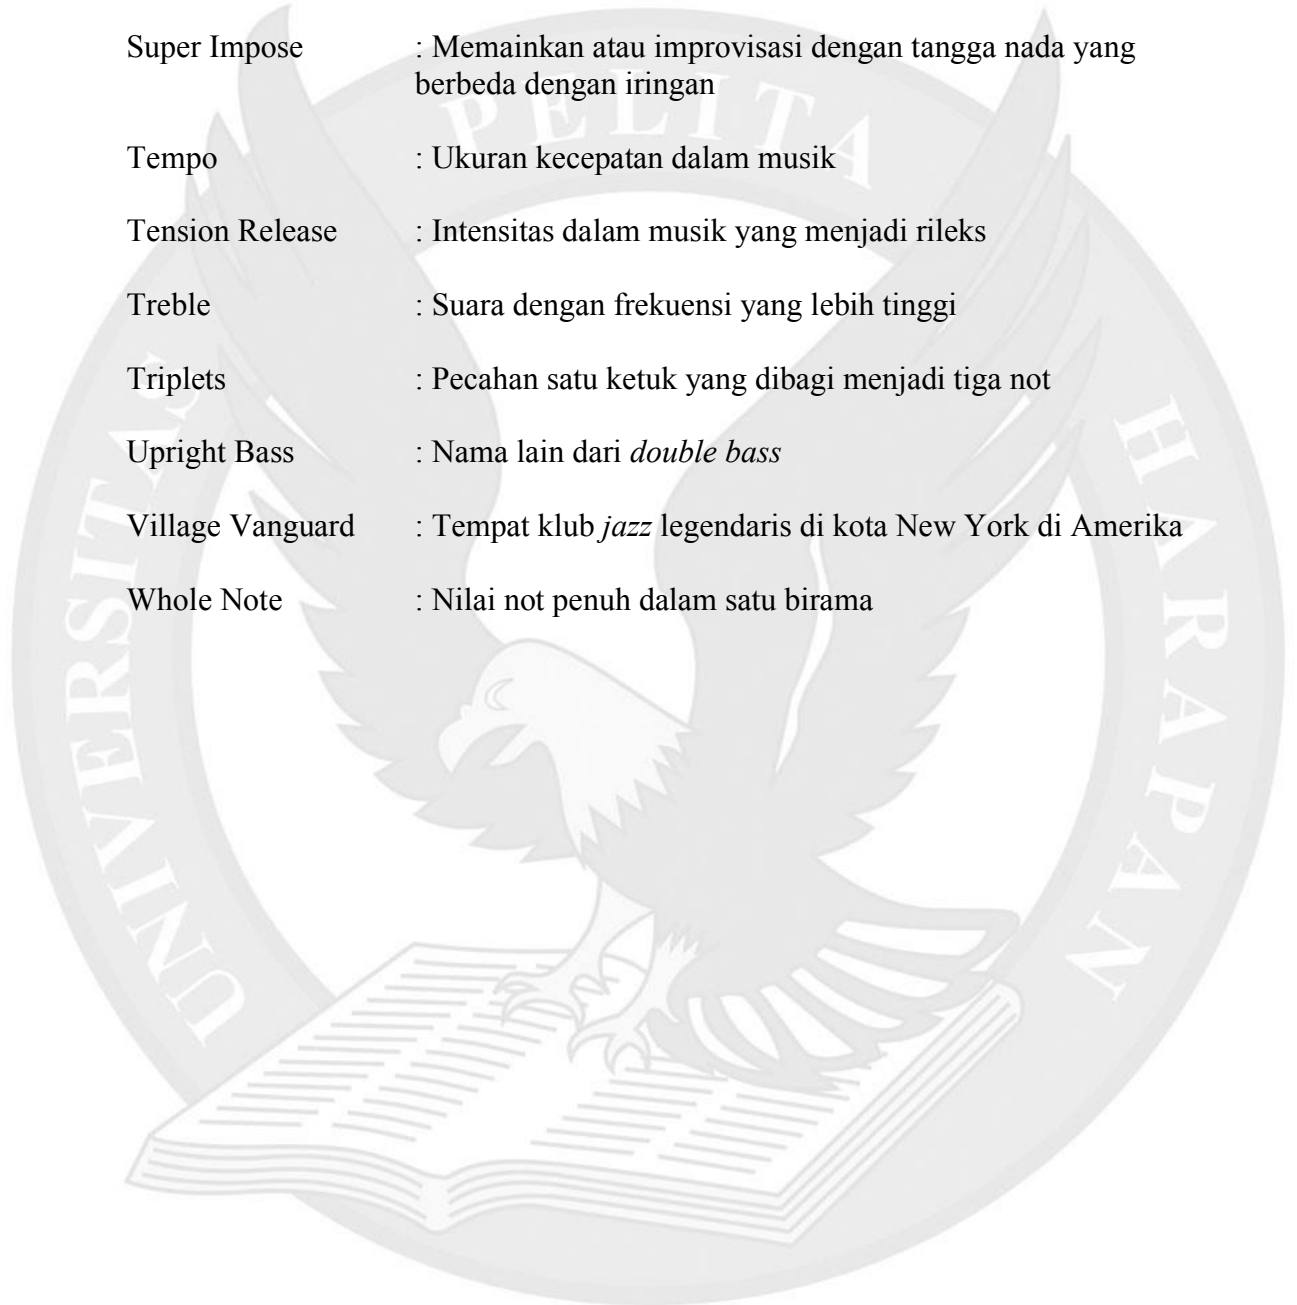 Super Impose : Memainkan atau improvisasi dengan tangga nada yang
berbeda dengan iringan
Tempo : Ukuran kecepatan dalam musik
Tension Release : Intensitas dalam musik yang menjadi rileks
Treble : Suara dengan frekuensi yang lebih tinggi
Triplets : Pecahan satu ketuk yang dibagi menjadi tiga not
Upright Bass : Nama lain dari double bass
Village Vanguard : Tempat klub jazz legendaris di kota New York di Amerika
Whole Note : Nilai not penuh dalam satu birama
UNIVERSITAS PELITA HARAPAN